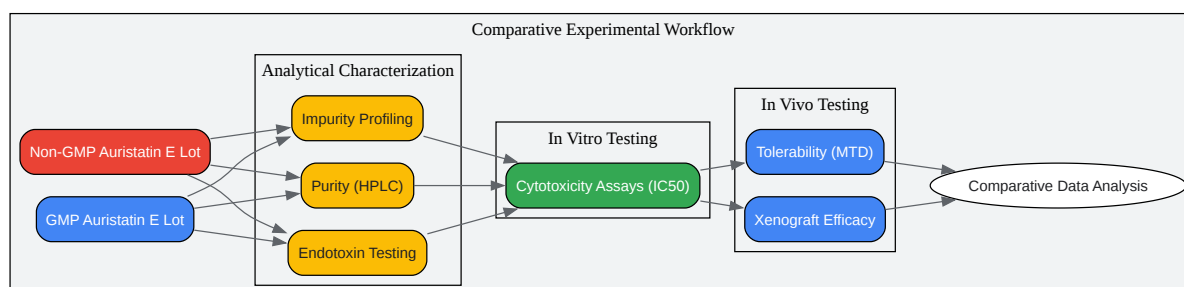 Comparative Experimental Workflow
Analytical Characterization
Impurity Profiling
Non-GMP Auristatin E Lot
Purity (HPLC)
GMP Auristatin E Lot
Endotoxin Testing
In Vitro Testing
Cytotoxicity Assays (IC50)
In Vivo Testing
Tolerability (MTD)
Xenograft Efficacy
Comparative Data Analysis